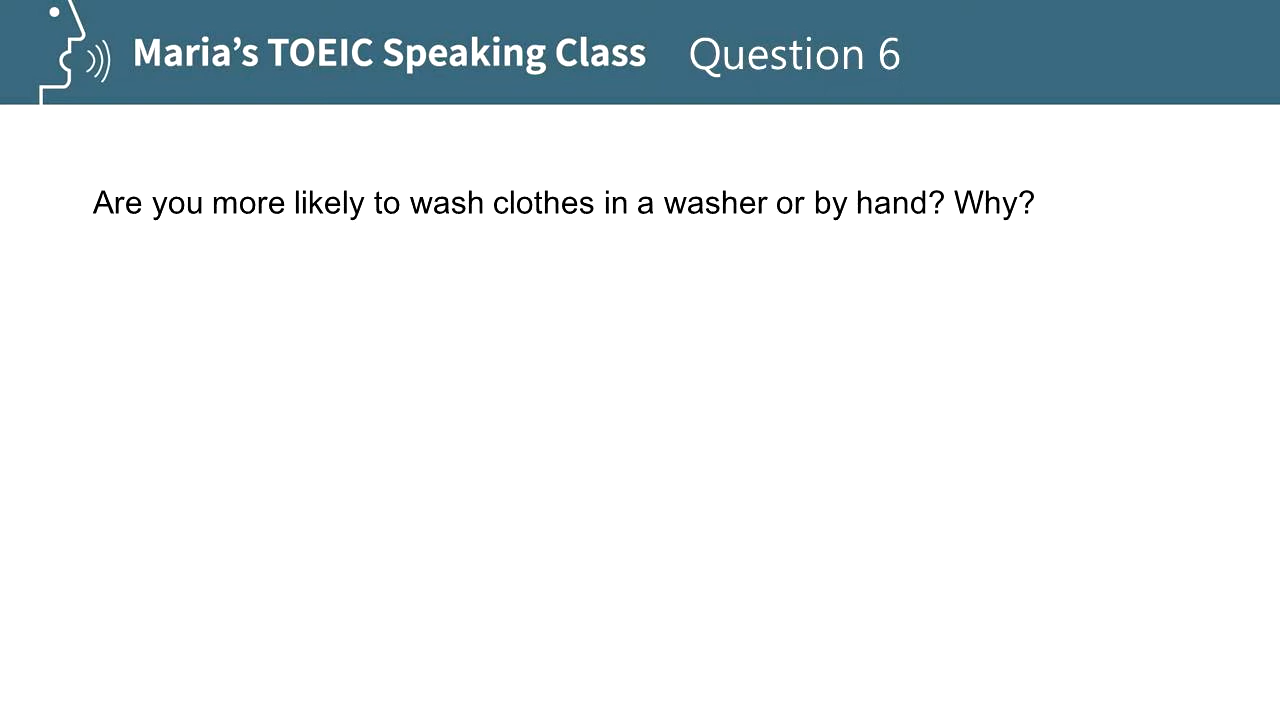 Maria's TOEIC Speaking Class Question 6
Are you more likely to wash clothes in a washer or by hand? Why?